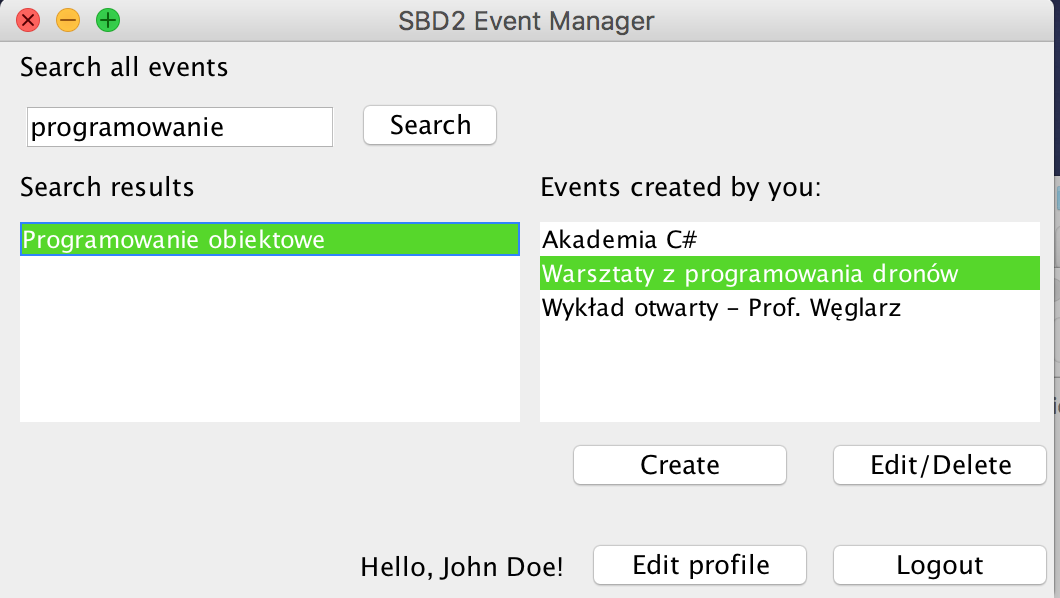 SBD2 Event Manager
Search all events
programowanie
Search
Search results
Events created by you:
Programowanie obiektowe
Akademia C#
Warsztaty z programowania dronów
Wykład otwarty – Prof. Węglarz
Create
Edit/Delete
Hello, John Doe!
Edit profile
Logout